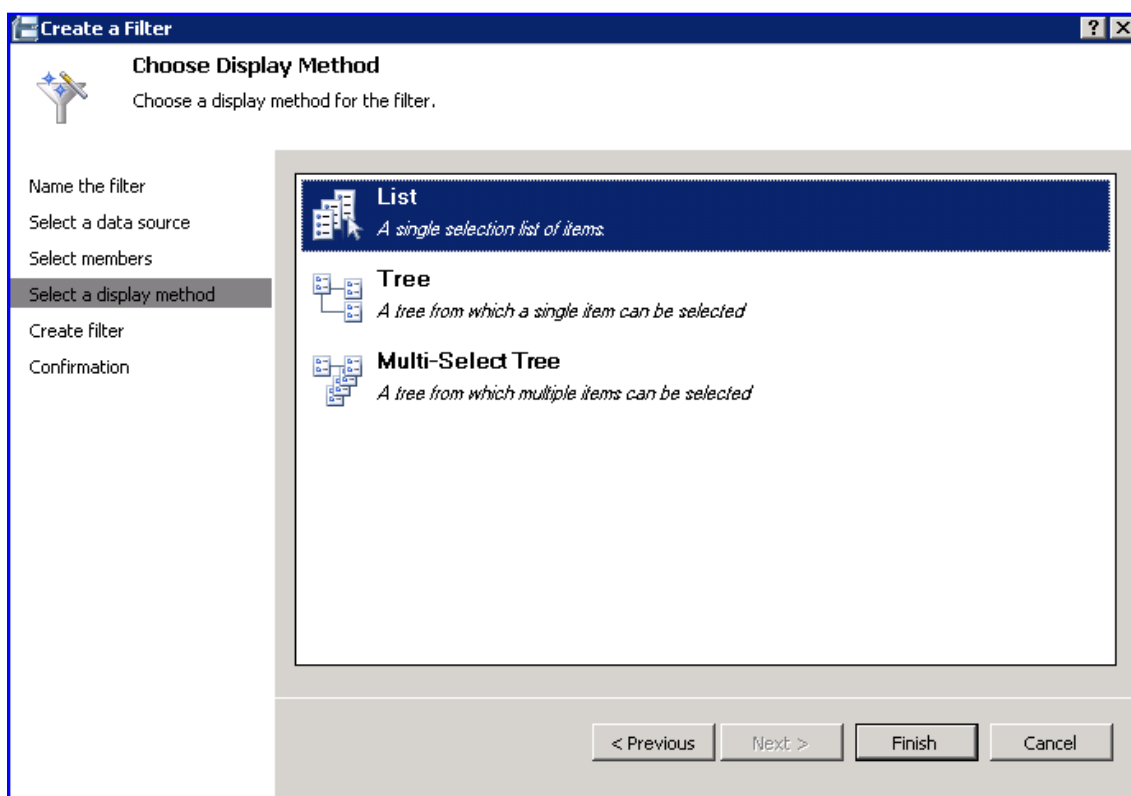 Create a Filter
Choose Display Method
Choose a display method for the filter.
Name the filter
Select a data source
Select members
Select a display method
Create filter
Confirmation
List
A single selection list of items.
Tree
A tree from which a single item can be selected
Multi-Select Tree
A tree from which multiple items can be selected
< Previous
Next >
Finish
Cancel